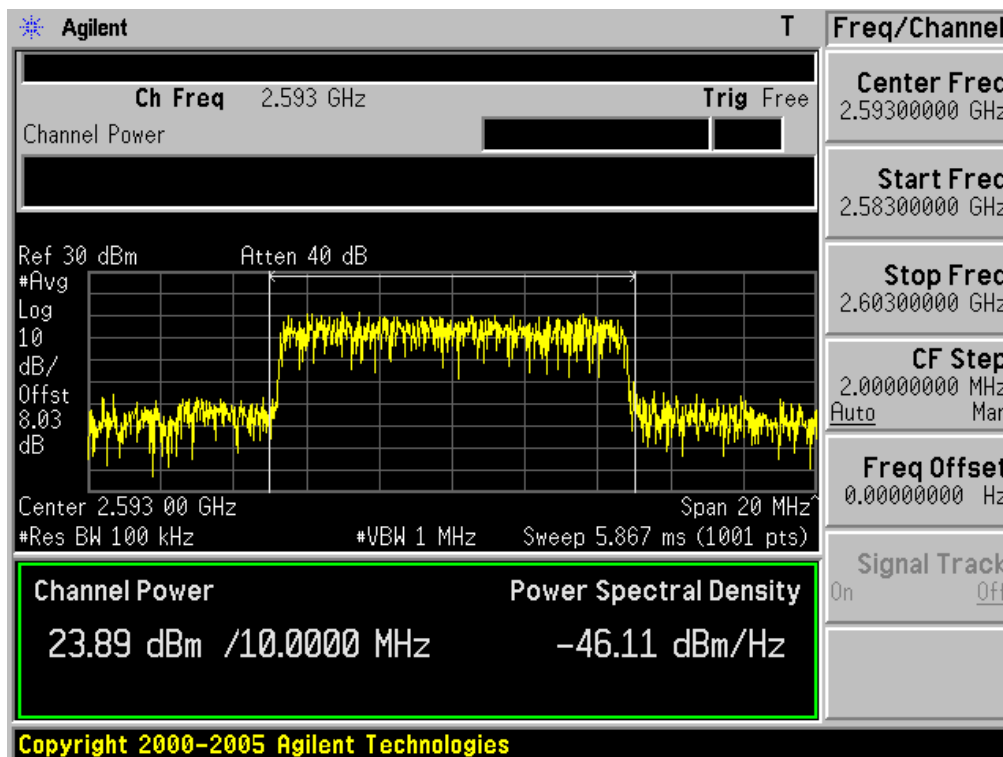 Agilent T
Ch Freq 2.593 GHz Trig Free
Channel Power
Ref 30 dBm Atten 40 dB
#Avg
Log
10
dB/
Offst
8.03
dB
Center 2.593 00 GHz Span 20 MHz^
#Res BW 100 kHz #VBW 1 MHz Sweep 5.867 ms (1001 pts)
Channel Power Power Spectral Density
23.89 dBm /10.0000 MHz -46.11 dBm/Hz
Copyright 2000-2005 Agilent Technologies
Freq/Channel
Center Freq
2.59300000 GHz
Start Freq
2.58300000 GHz
Stop Freq
2.60300000 GHz
CF Step
2.00000000 MHz
Auto Man
Freq Offset
0.00000000 Hz
Signal Track
On Off